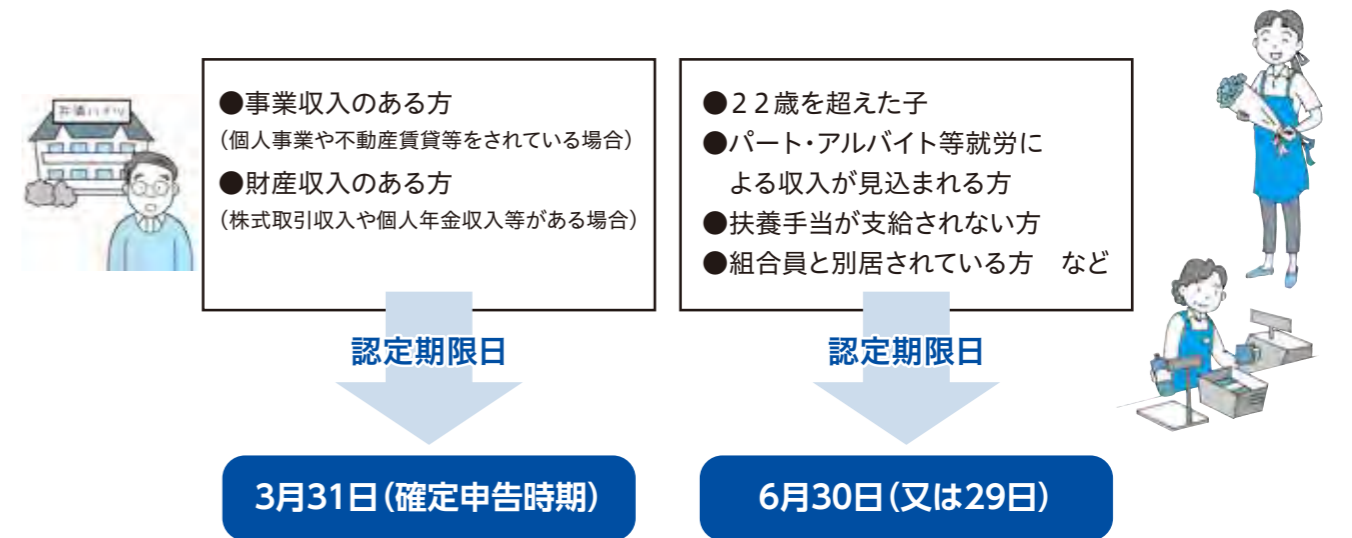 ●事業収入のある方
(個人事業や不動産賃貸等をされている場合)
●財産収入のある方
(株式取引収入や個人年金収入等がある場合)
認定期限日
3月31日(確定申告時期)
●22歳を超えた子
●パート・アルバイト等就労に
よる収入が見込まれる方
●扶養手当が支給されない方
●組合員と別居されている方　など
認定期限日
6月30日(又は29日)